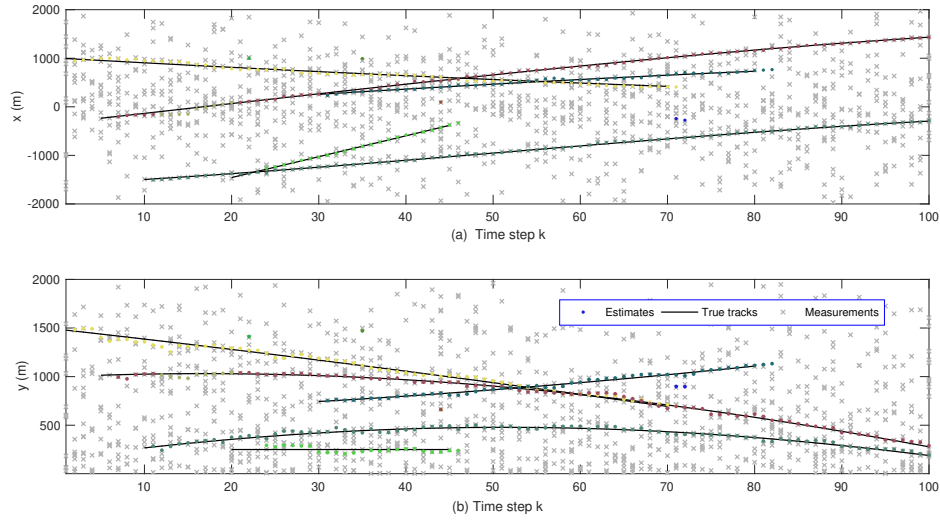 2000
1000
0
-1000
-2000
x (m)
10 20 30 40 50 60 70 80 90 100
(a) Time step k
2000
1500
1000
500
y (m)
Estimates True tracks Measurements
10 20 30 40 50 60 70 80 90 100
(b) Time step k